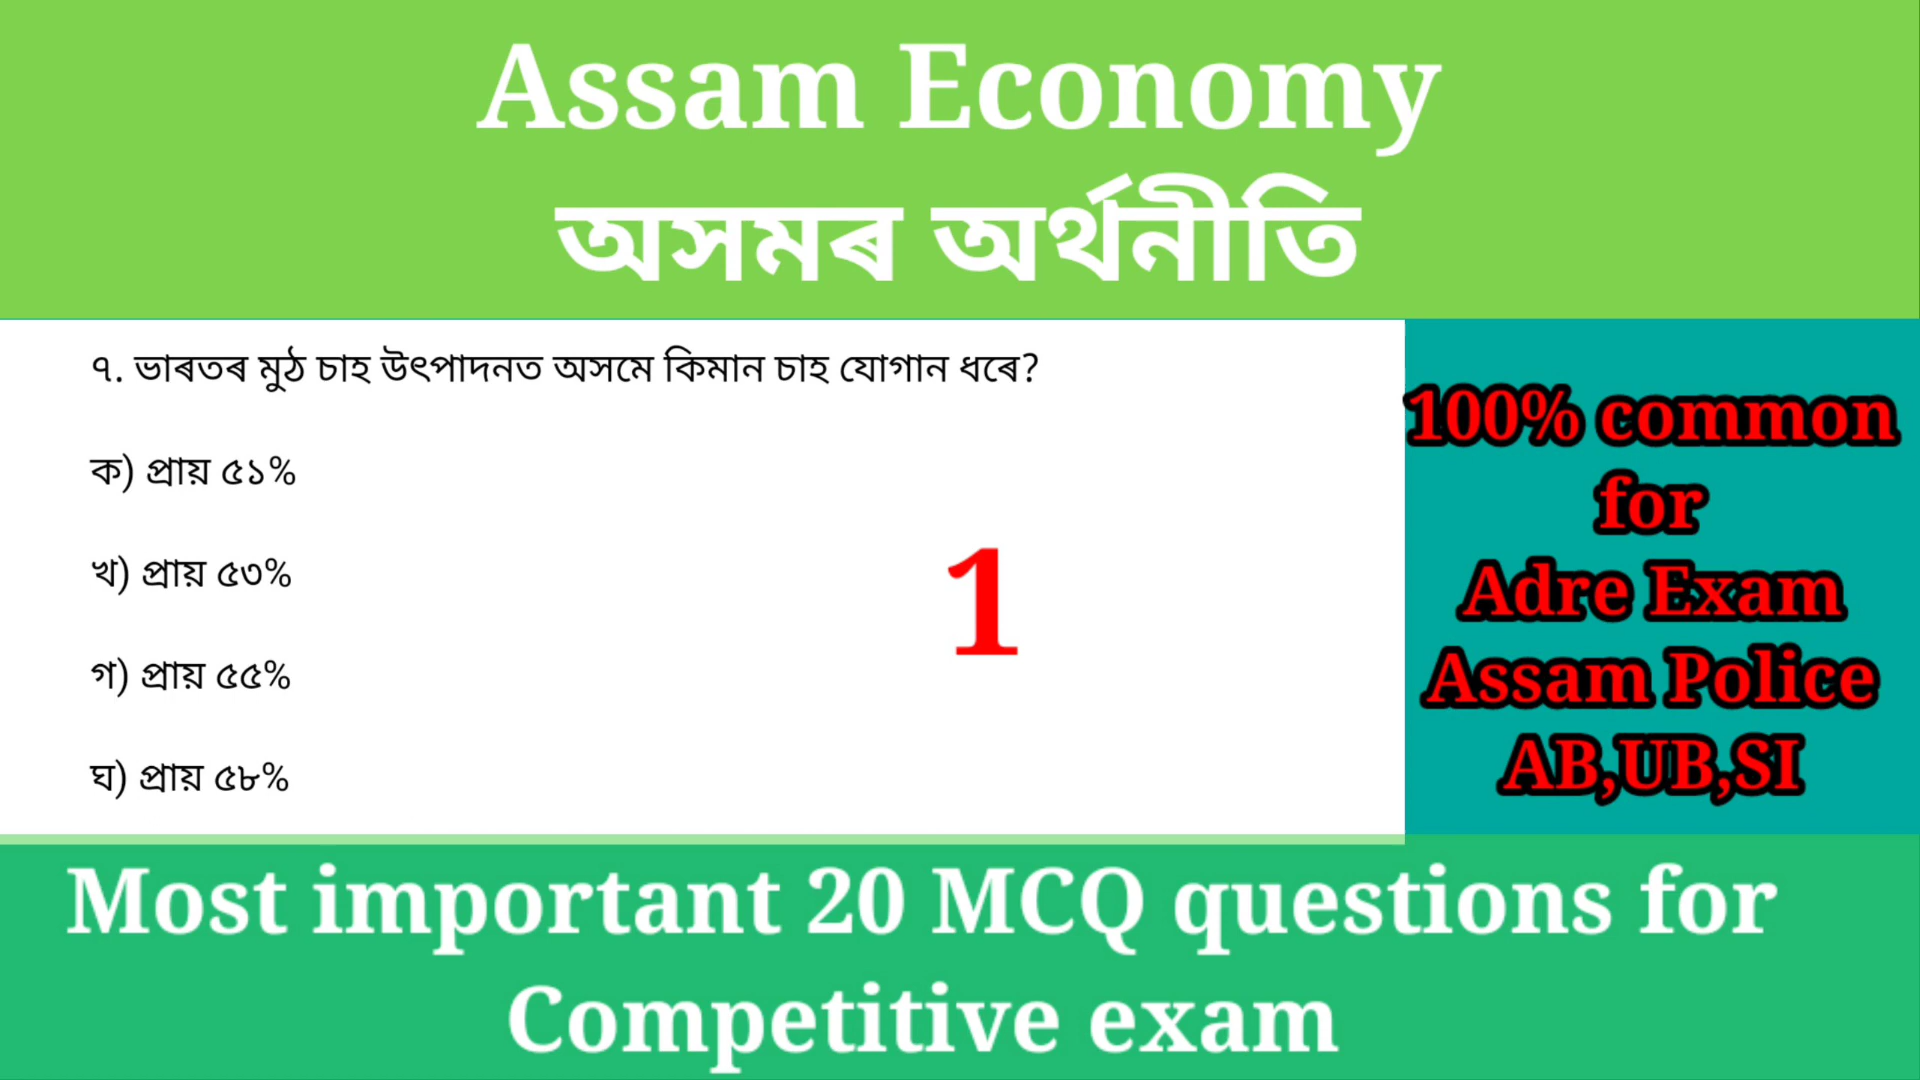 Assam Economy
অসমৰ অৰ্থনীতি
৭. ভাৰতৰ মুঠ চাহ উৎপাদনত অসমে কিমান চাহ যোগান ধৰে?
ক) প্ৰায় ৫১%
খ) প্ৰায় ৫৩%
গ) প্ৰায় ৫৫%
ঘ) প্ৰায় ৫৮%
1
100% common
for
Adre Exam
Assam Police
AB,UB,SI
Most important 20 MCQ questions for
Competitive exam